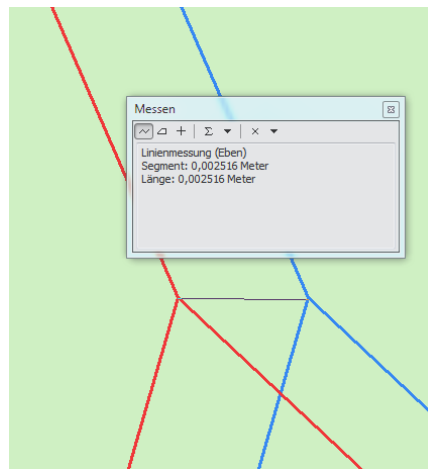 Messen
Linienmessung (Eben)
Segment: 0,002516 Meter
Länge: 0,002516 Meter